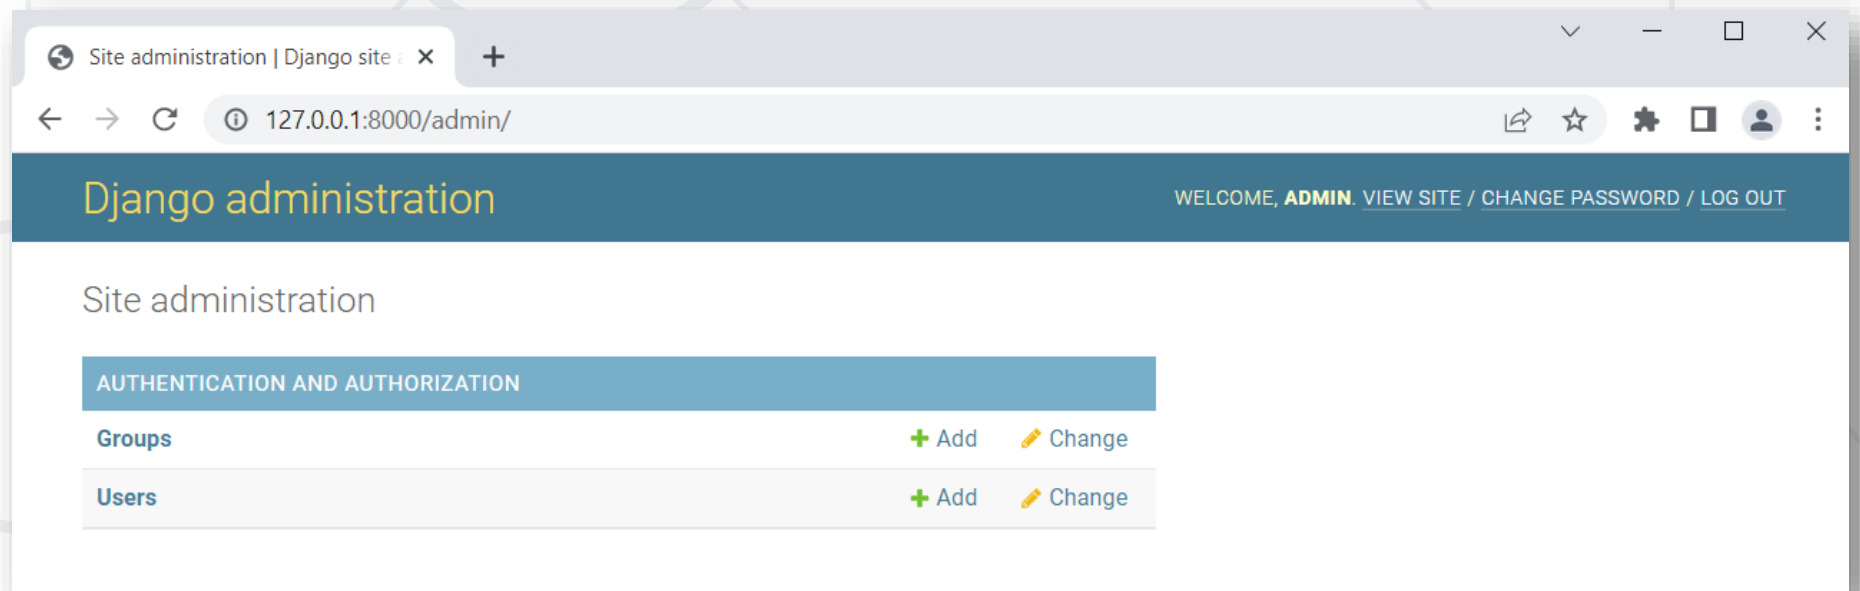 Site administration | Django site
127.0.0.1:8000/admin/
Django administration
WELCOME, ADMIN. VIEW SITE / CHANGE PASSWORD / LOG OUT
Site administration
AUTHENTICATION AND AUTHORIZATION
Groups Add Change
Users Add Change